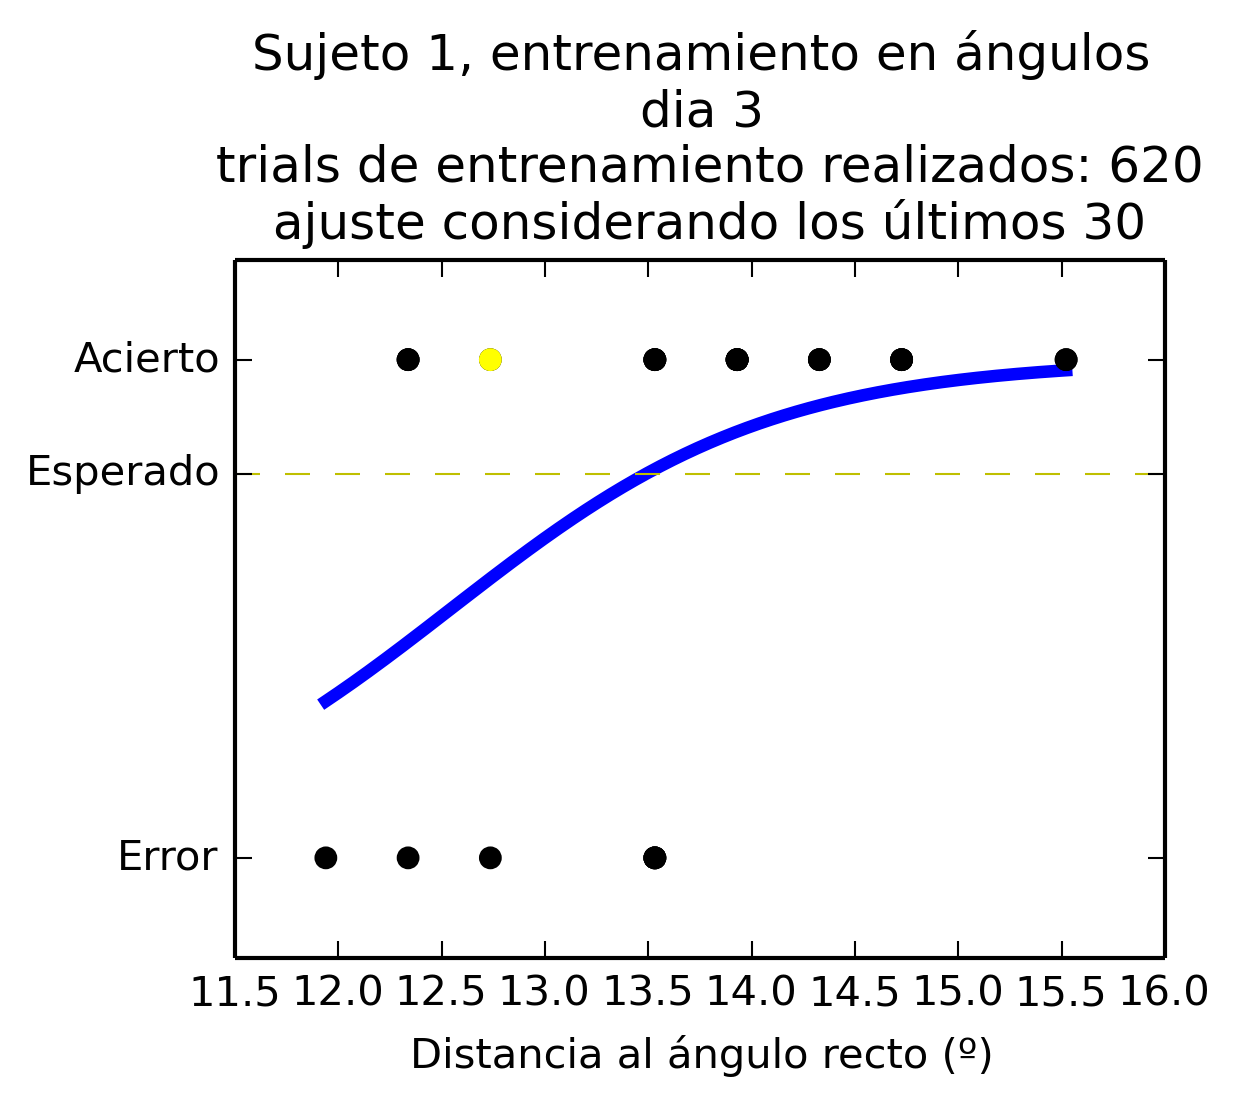 Sujeto 1, entrenamiento en ángulos
dia 3
trials de entrenamiento realizados: 620
ajuste considerando los últimos 30
Acierto
Esperado
Error
11.5 12.0 12.5 13.0 13.5 14.0 14.5 15.0 15.5 16.0
Distancia al ángulo recto (º)